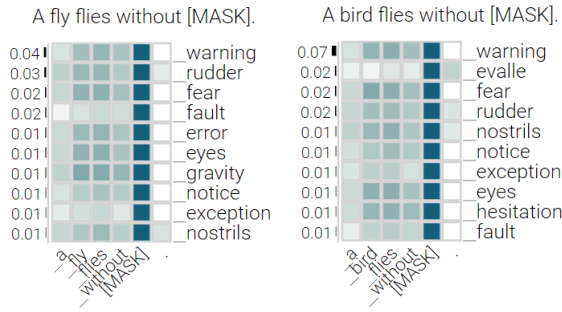 A fly flies without [MASK].
0.04 _warning
0.03 _rudder
0.02 _fear
0.02 _fault
0.01 _error
0.01 _eyes
0.01 _gravity
0.01 _notice
0.01 _exception
0.01 _nostrils
_a _fly _flies _without [MASK] .
A bird flies without [MASK].
0.07 _warning
0.02 _evalle
0.02 _fear
0.02 _rudder
0.01 _nostrils
0.01 _notice
0.01 _exception
0.01 _eyes
0.01 _hesitation
0.01 _fault
_a _bird _flies _without [MASK] .